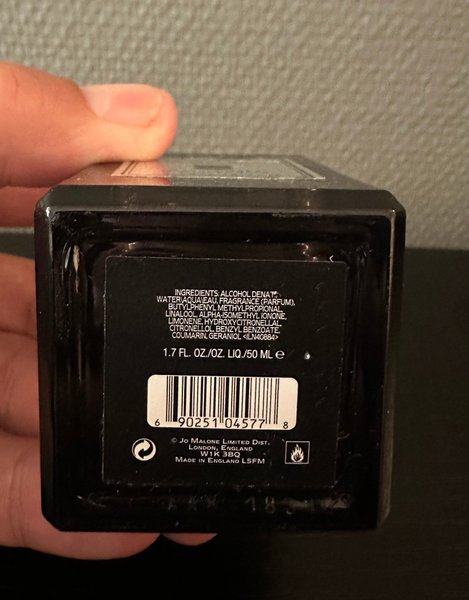 INGREDIENTS: ALCOHOL DENAT.,
WATER\AQUA\EAU, FRAGRANCE (PARFUM),
BUTYLPHENYL METHYLPROPIONAL,
LINALOOL, ALPHA-ISOMETHYL IONONE,
LIMONENE, HYDROXYCITRONELLAL,
CITRONELLOL, BENZYL BENZOATE,
COUMARIN, GERANIOL <ILN40884>
1.7 FL. OZ./OZ. LIQ./50 ML ℮
6 90251 04577 8
© JO MALONE LIMITED DIST.
LONDON, ENGLAND
W1K 3BQ
MADE IN ENGLAND L5FM